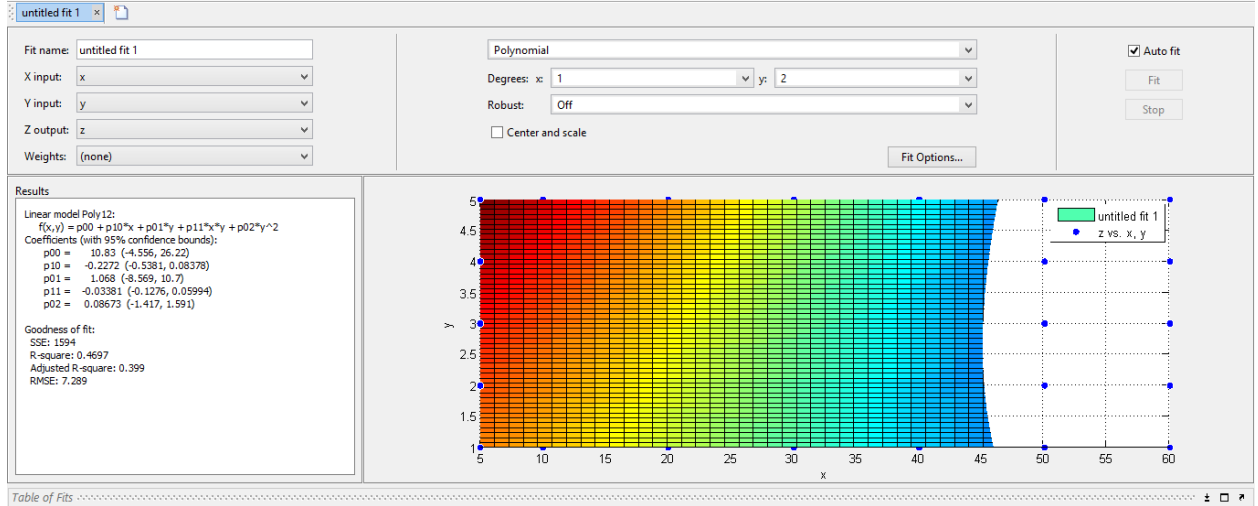 untitled fit 1 ×
Fit name: untitled fit 1
X input: x
Y input: y
Z output: z
Weights: (none)
Polynomial
Degrees: x: 1 y: 2
Robust: Off
Center and scale
Fit Options...
Auto fit
Fit
Stop
Results
Linear model Poly12:
f(x,y) = p00 + p10*x + p01*y + p11*x*y + p02*y^2
Coefficients (with 95% confidence bounds):
p00 = 10.83 (-4.556, 26.22)
p10 = -0.2272 (-0.5381, 0.08378)
p01 = 1.068 (-8.569, 10.7)
p11 = -0.03381 (-0.1276, 0.05994)
p02 = 0.08673 (-1.417, 1.591)
Goodness of fit:
SSE: 1594
R-square: 0.4697
Adjusted R-square: 0.399
RMSE: 7.289
untitled fit 1
z vs. x, y
5
4.5
4
3.5
3
2.5
2
1.5
1
y
5 10 15 20 25 30 35 40 45 50 55 60
x
Table of Fits